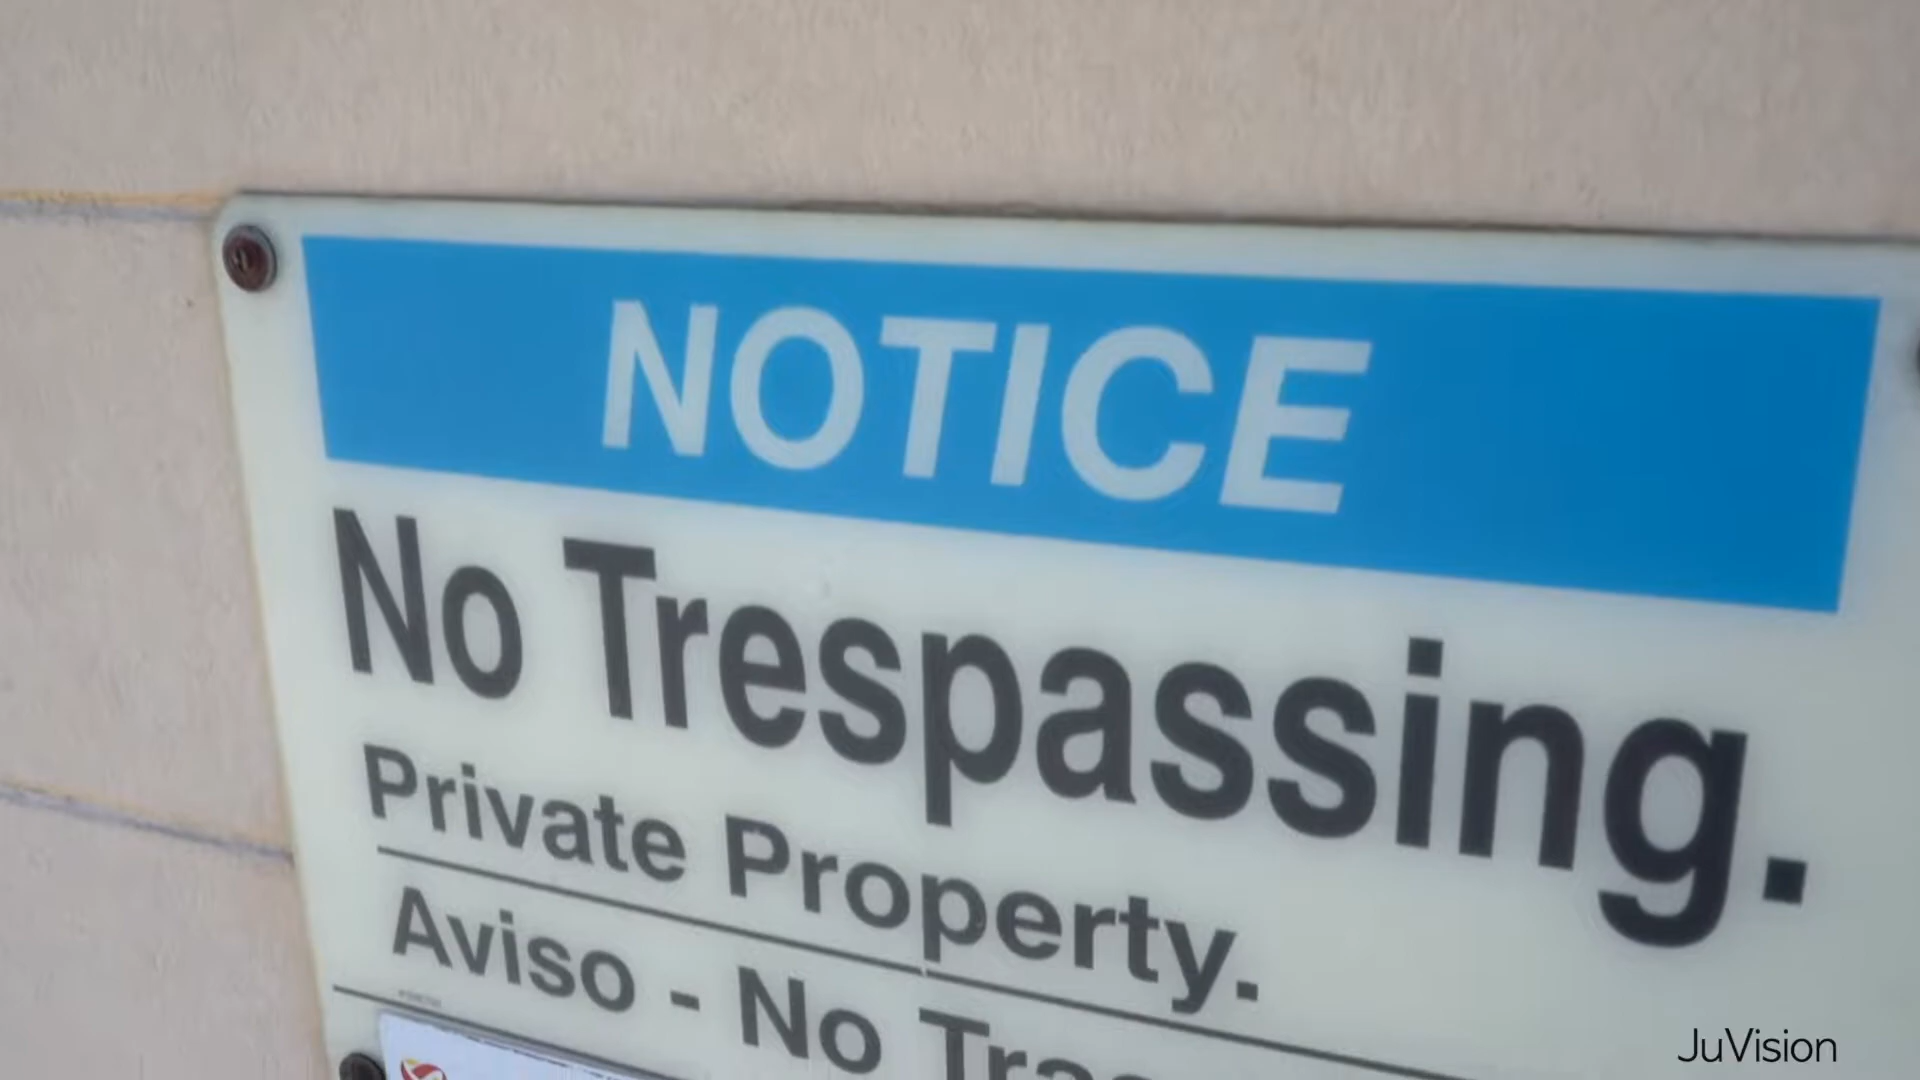 NOTICE
No Trespassing.
Private Property.
Aviso - No
JuVision